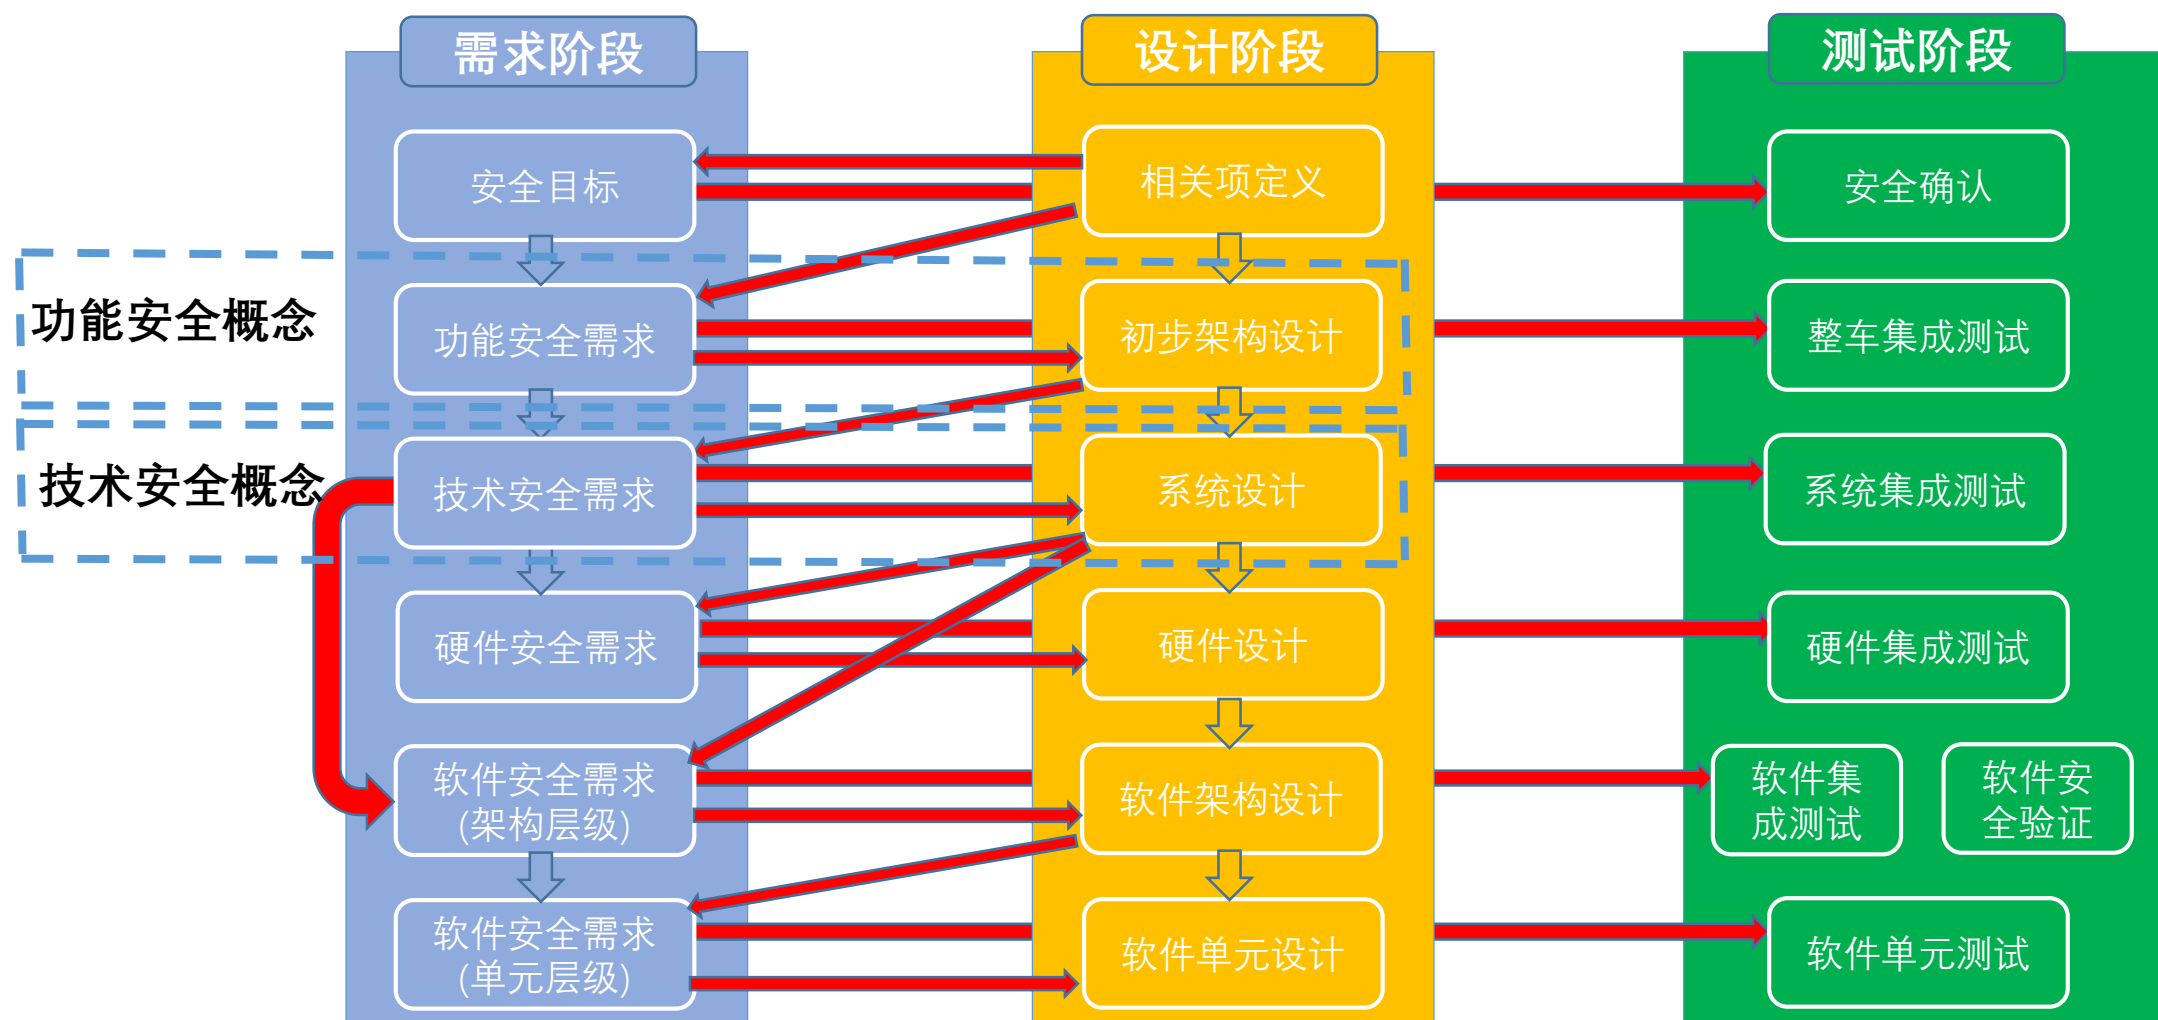 需求阶段
设计阶段
测试阶段
安全目标
相关项定义
安全确认
功能安全概念
功能安全需求
初步架构设计
整车集成测试
技术安全概念
技术安全需求
系统设计
系统集成测试
硬件安全需求
硬件设计
硬件集成测试
软件安全需求
(架构层级)
软件架构设计
软件集
成测试
软件安
全验证
软件安全需求
(单元层级)
软件单元设计
软件单元测试